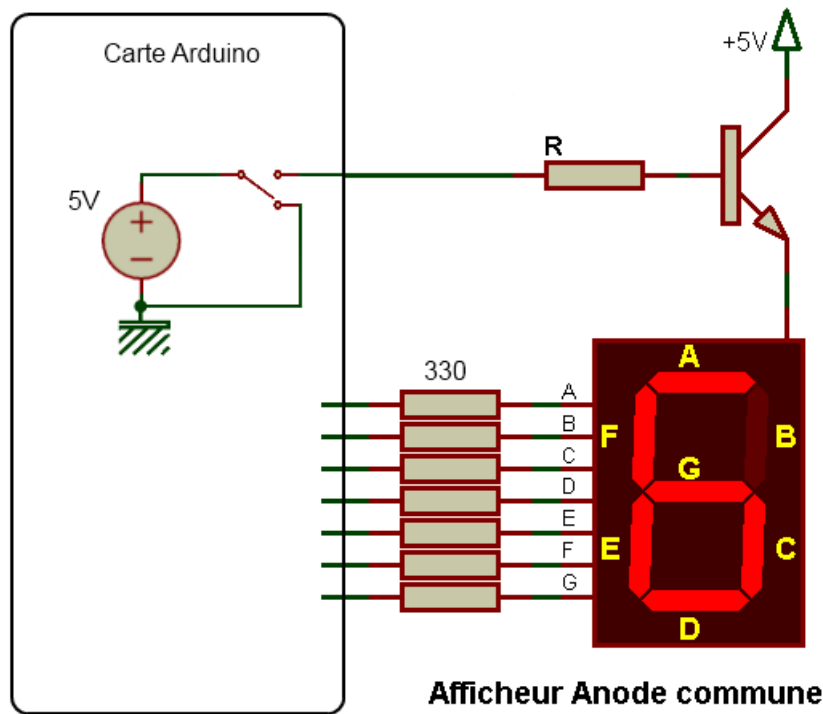 Carte Arduino
+5V
R
5V
330
A
B
C
D
E
F
G
A
F
B
G
E
C
D
Afficheur Anode commune